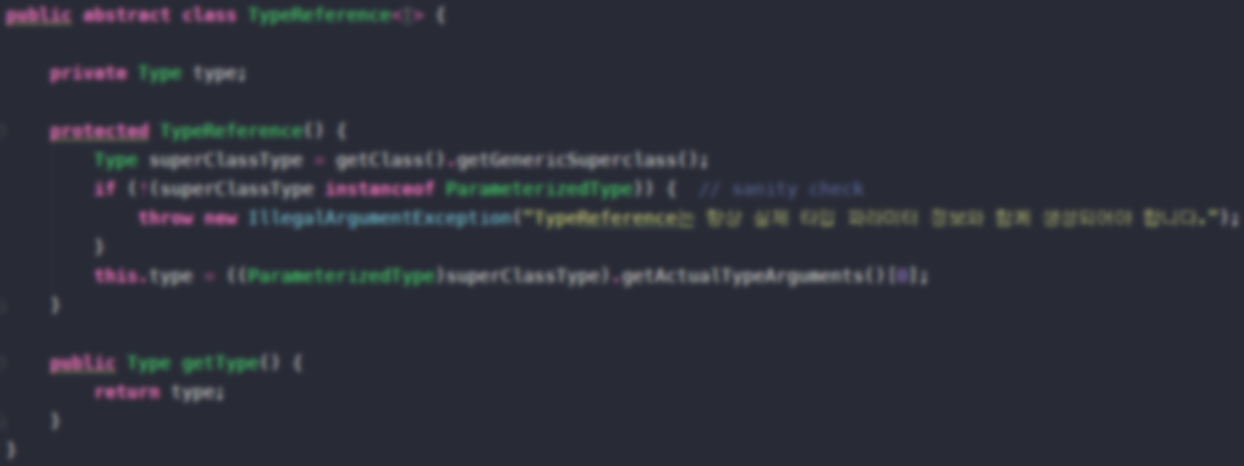 public abstract class TypeReference<T> {
private Type type;
protected TypeReference() {
Type superClassType = getClass().getGenericSuperclass();
if (!(superClassType instanceof ParameterizedType)) { // sanity check
throw new IllegalArgumentException("TypeReference는 항상 실제 타입 파라미터 정보와 함께 생성되어야 합니다.");
}
this.type = ((ParameterizedType)superClassType).getActualTypeArguments()[0];
}
public Type getType() {
return type;
}
}